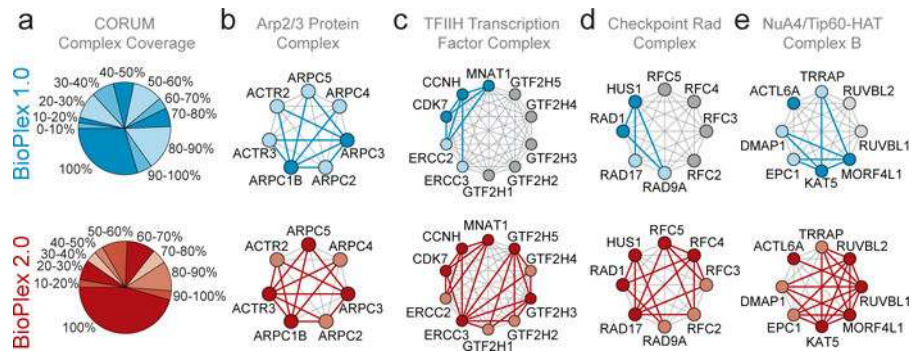 a
CORUM
Complex Coverage
b
Arp2/3 Protein
Complex
c
TFIIH Transcription
Factor Complex
d
Checkpoint Rad
Complex
e
NuA4/Tip60-HAT
Complex B
BioPlex 1.0
40-50%
30-40%
50-60%
20-30%
60-70%
10-20%
70-80%
0-10%
80-90%
100%
90-100%
ARPC5
ACTR2
ARPC4
ACTR3
ARPC3
ARPC1B
ARPC2
MNAT1
CCNH
GTF2H5
CDK7
GTF2H4
ERCC2
GTF2H3
ERCC3
GTF2H2
GTF2H1
RFC5
HUS1
RFC4
RAD1
RFC3
RAD17
RFC2
RAD9A
TRRAP
ACTL6A
RUVBL2
DMAP1
RUVBL1
EPC1
MORF4L1
KAT5
BioPlex 2.0
50-60%
60-70%
40-50%
70-80%
30-40%
20-30%
80-90%
10-20%
90-100%
100%
ARPC5
ACTR2
ARPC4
ACTR3
ARPC3
ARPC1B
ARPC2
MNAT1
CCNH
GTF2H5
CDK7
GTF2H4
ERCC2
GTF2H3
ERCC3
GTF2H2
GTF2H1
RFC5
HUS1
RFC4
RAD1
RFC3
RAD17
RFC2
RAD9A
TRRAP
ACTL6A
RUVBL2
DMAP1
RUVBL1
EPC1
MORF4L1
KAT5